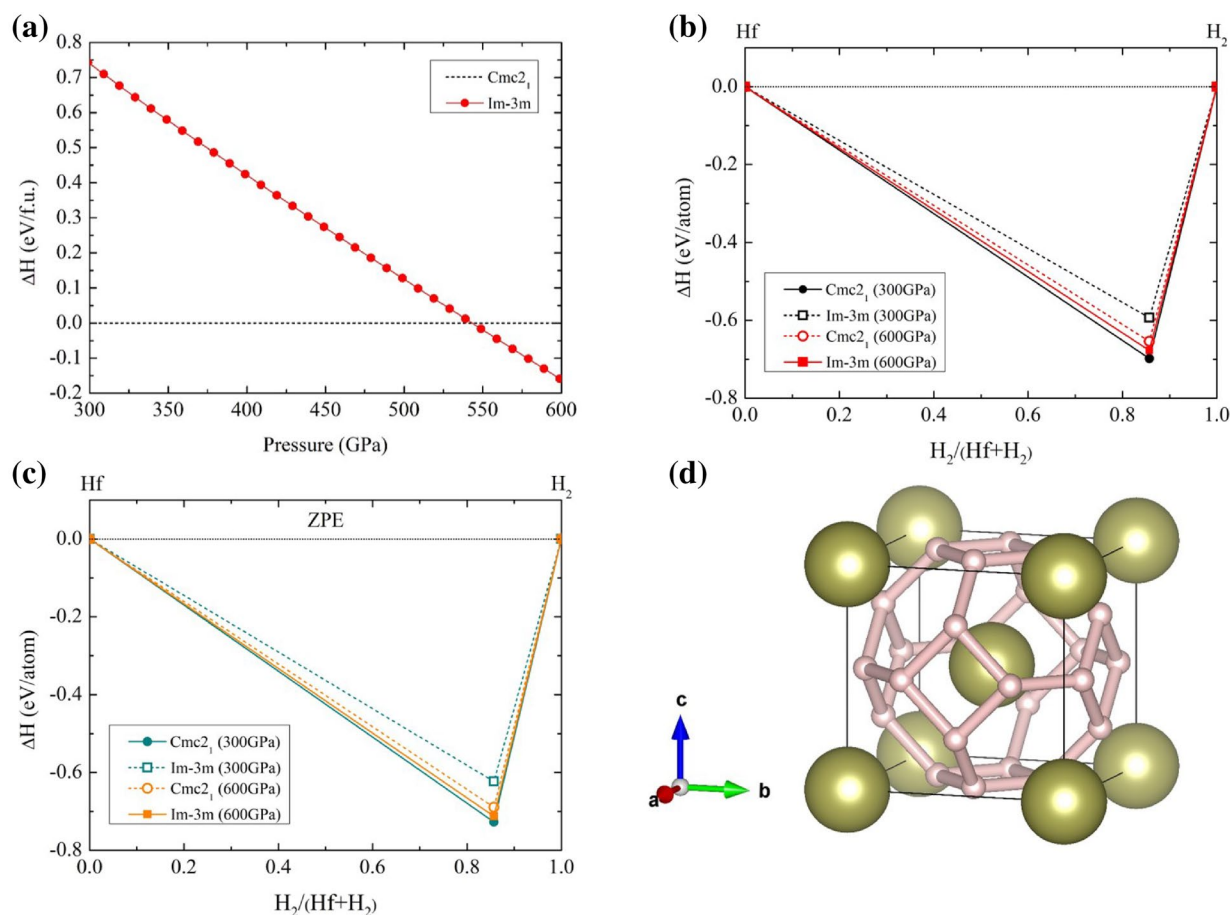 (a)
0.8
0.7
0.6
0.5
0.4
0.3
0.2
0.1
0.0
-0.1
-0.2
300 350 400 450 500 550 600
ΔH (eV/f.u.)
Pressure (GPa)
Cmc2₁
Im-3m
(b)
Hf H₂
0.0
-0.2
-0.4
-0.6
-0.8
0.0 0.2 0.4 0.6 0.8 1.0
ΔH (eV/atom)
H₂/(Hf+H₂)
Cmc2₁ (300GPa)
Im-3m (300GPa)
Cmc2₁ (600GPa)
Im-3m (600GPa)
(c)
Hf H₂
ZPE
0.0
-0.2
-0.4
-0.6
-0.8
0.0 0.2 0.4 0.6 0.8 1.0
ΔH (eV/atom)
H₂/(Hf+H₂)
Cmc2₁ (300GPa)
Im-3m (300GPa)
Cmc2₁ (600GPa)
Im-3m (600GPa)
(d)
c
a
b